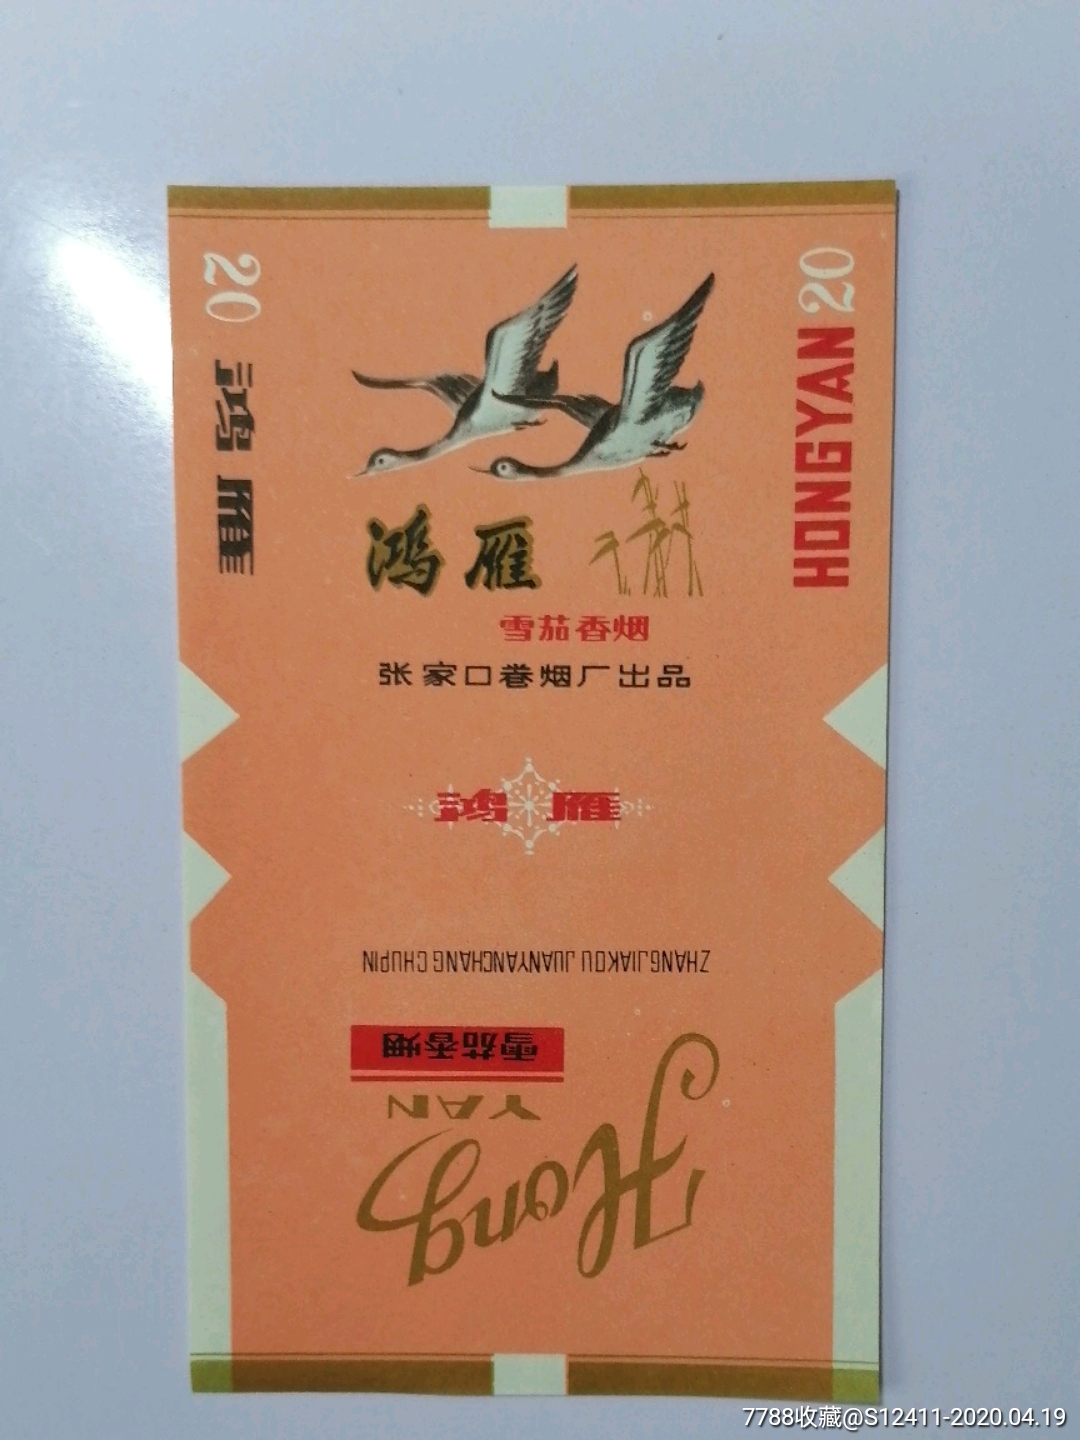 20
鸿雁
20
HONGYAN
鸿雁
雪茄香烟
张家口卷烟厂出品
鸿雁
ZHANGJIAKOU JUANYANCHANG CHUPIN
雪茄香烟
YAN
Hong
7788收藏@S12411-2020.04.19